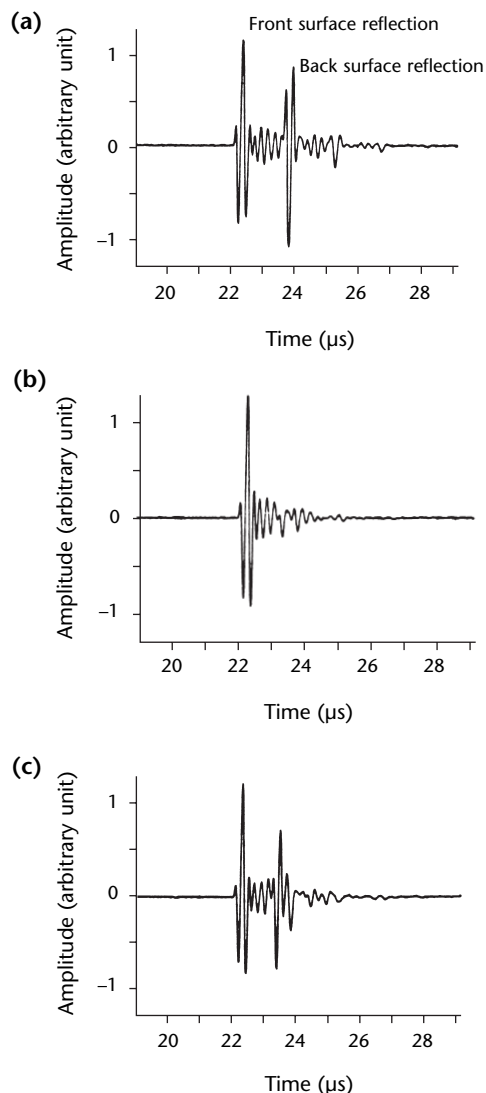 (a)
Front surface reflection
Back surface reflection
Amplitude (arbitrary unit)
1
0
–1
20 22 24 26 28
Time (µs)
(b)
Amplitude (arbitrary unit)
1
0
–1
20 22 24 26 28
Time (µs)
(c)
Amplitude (arbitrary unit)
1
0
–1
20 22 24 26 28
Time (µs)